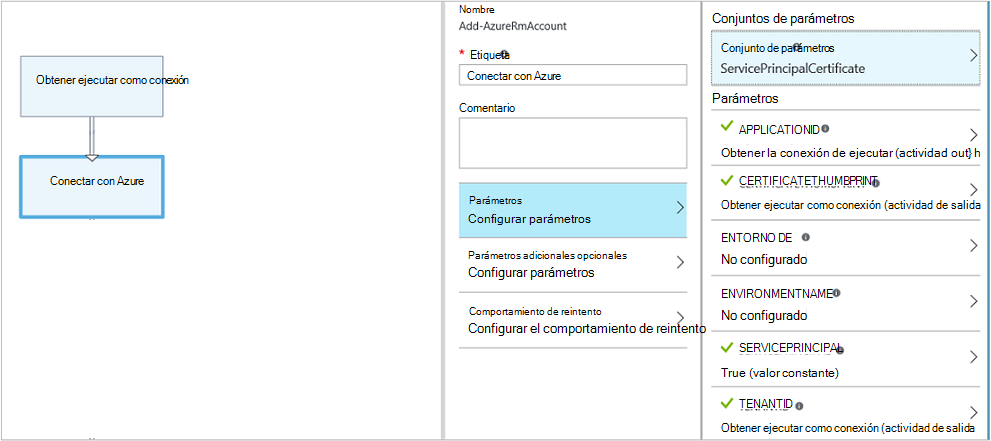 Obtener ejecutar como conexión
Conectar con Azure
Nombre
Add-AzureRmAccount
* Etiqueta
Conectar con Azure
Comentario
Parámetros
Configurar parámetros
Parámetros adicionales opcionales
Configurar parámetros
Comportamiento de reintento
Configurar el comportamiento de reintento
Conjuntos de parámetros
Conjunto de parámetros
ServicePrincipalCertificate
Parámetros
APPLICATIONID
Obtener la conexión de ejecutar (actividad out} h
CERTIFICATETHUMBPRINT
Obtener ejecutar como conexión (actividad de salida
ENTORNO DE
No configurado
ENVIRONMENTNAME
No configurado
SERVICEPRINCIPAL
True (valor constante)
TENANTID
Obtener ejecutar como conexión (actividad de salida